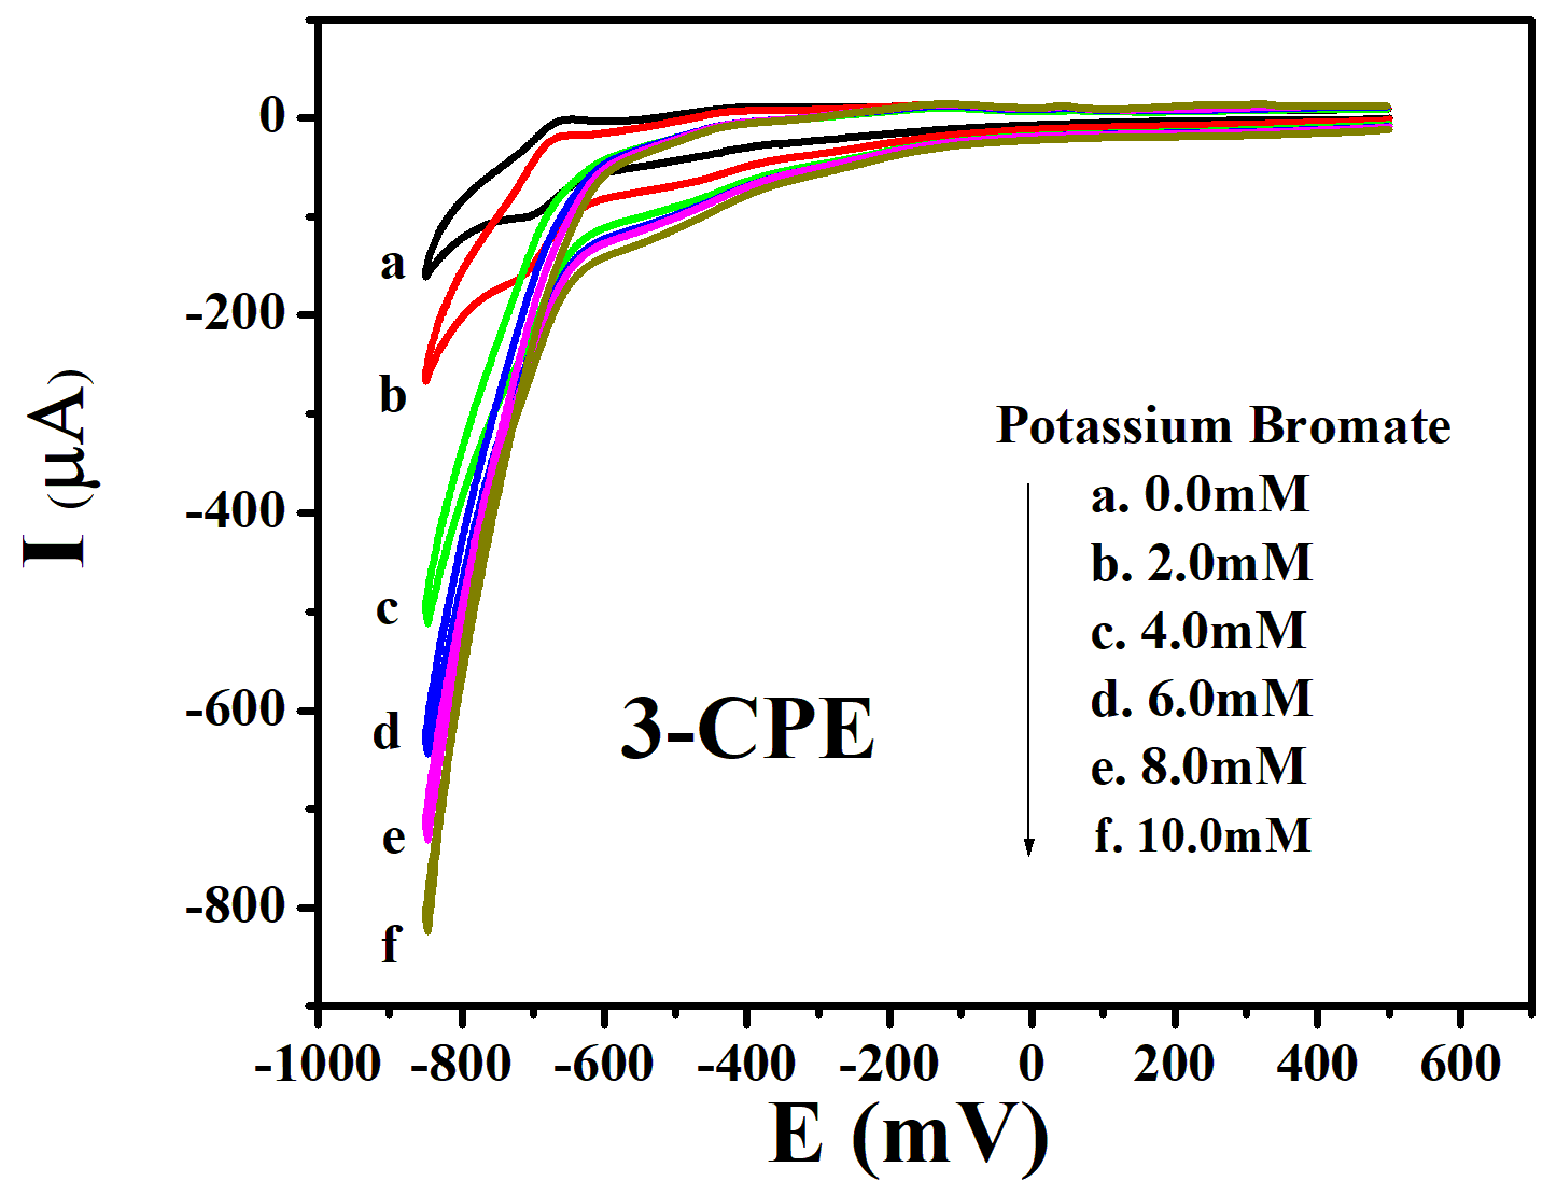 I (μA)
0
-200
-400
-600
-800
a
b
c
d
e
f
Potassium Bromate
a. 0.0mM
b. 2.0mM
c. 4.0mM
d. 6.0mM
e. 8.0mM
f. 10.0mM
3-CPE
-1000 -800 -600 -400 -200 0 200 400 600
E (mV)